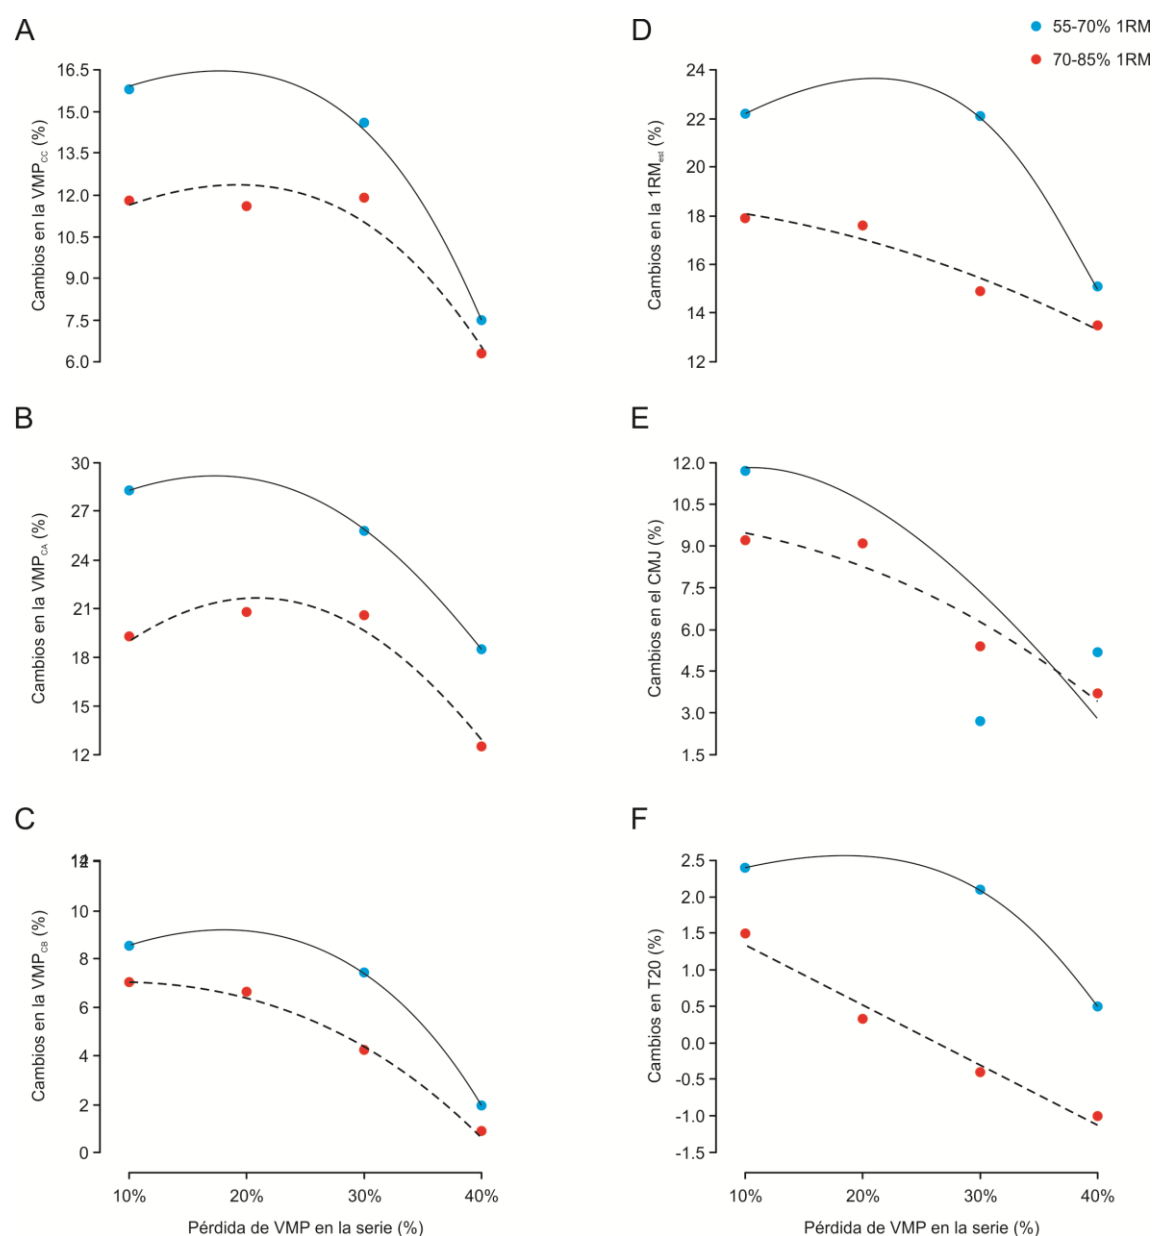 A
D
55-70% 1RM
70-85% 1RM
Cambios en la VMPCC (%)
16.5
15.0
13.5
12.0
10.5
9.0
7.5
6.0
Cambios en la 1RMest (%)
24
22
20
18
16
14
12
B
E
Cambios en la VMPCA (%)
30
27
24
21
18
15
12
Cambios en el CMJ (%)
12.0
9.0
7.5
6.0
4.5
3.0
1.5
C
F
Cambios en la VMPCB (%)
10
8
6
4
2
0
Cambios en T20 (%)
2.5
2.0
1.5
1.0
0.5
0.0
-0.5
-1.0
-1.5
10% 20% 30% 40%
10% 20% 30% 40%
Pérdida de VMP en la serie (%)
Pérdida de VMP en la serie (%)